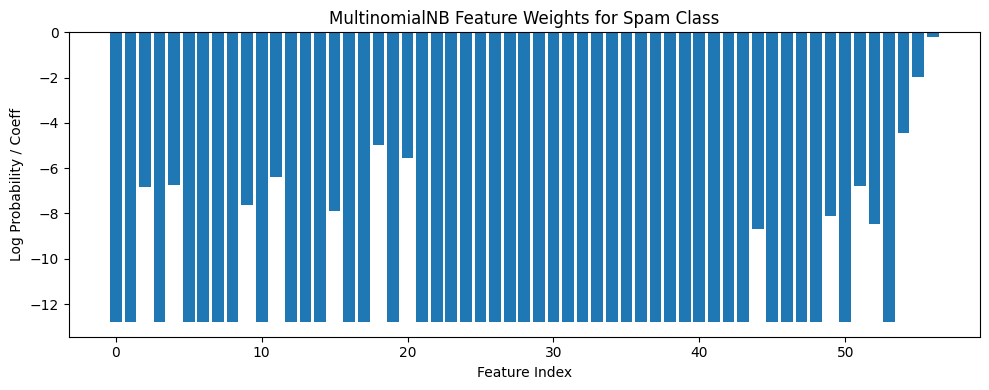 MultinomialNB Feature Weights for Spam Class
0
−2
−4
−6
−8
−10
−12
Log Probability / Coeff
0 10 20 30 40 50
Feature Index